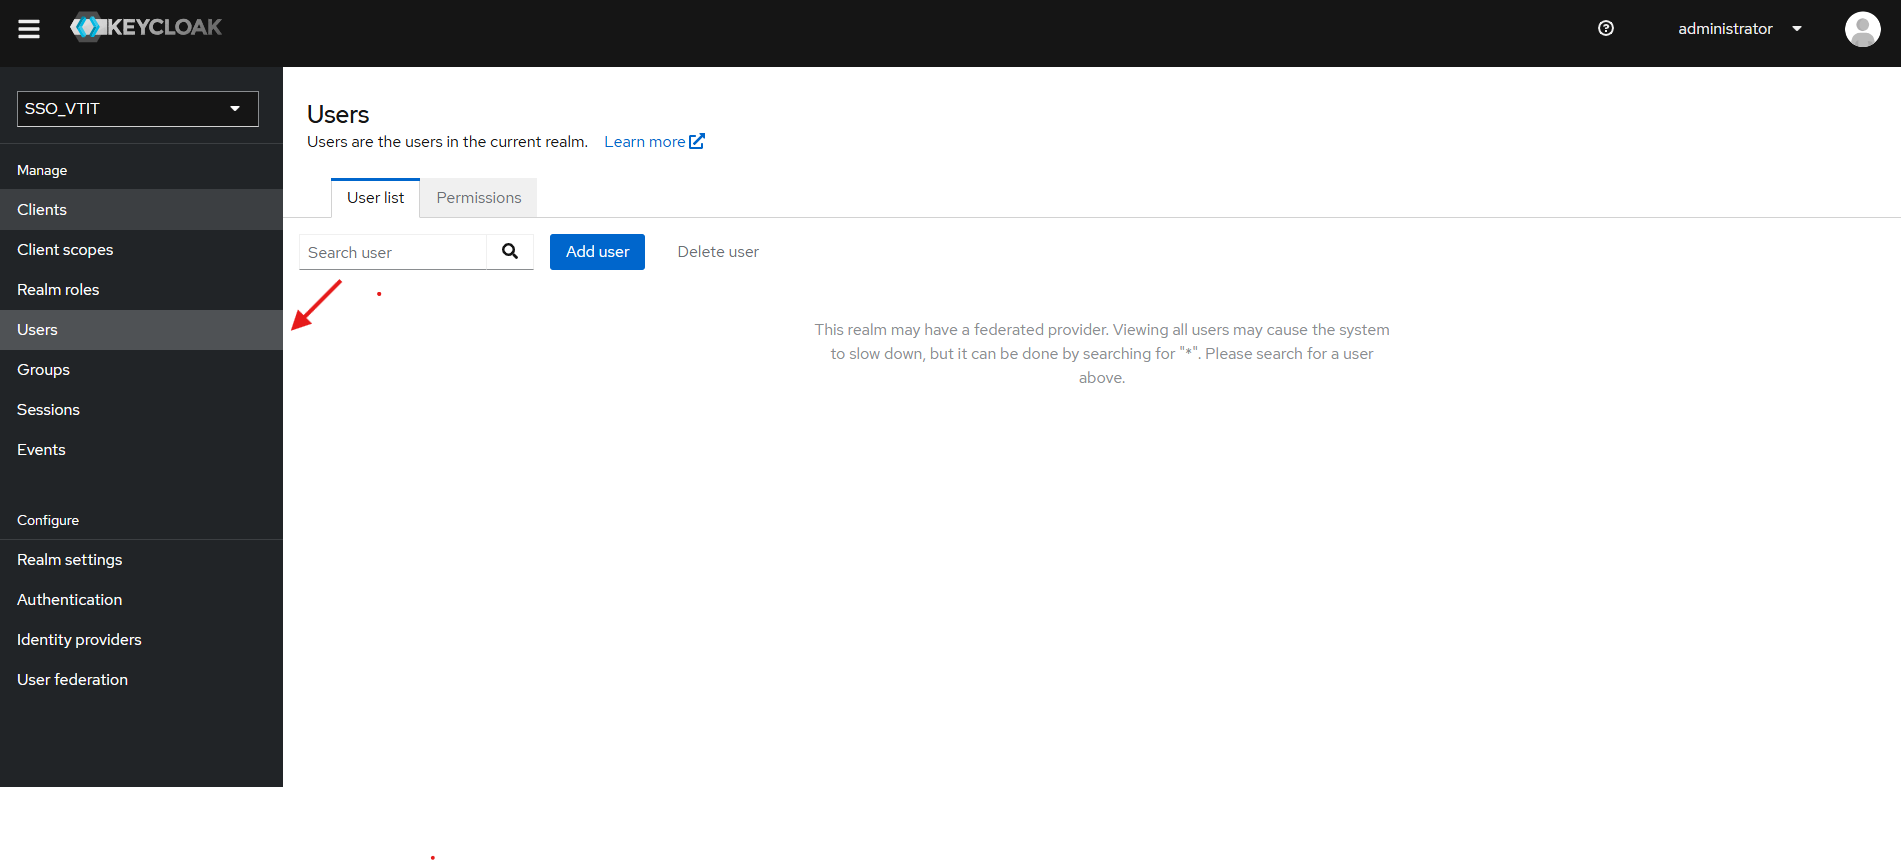 KEYCLOAK
administrator
SSO_VTIT
Manage
Clients
Client scopes
Realm roles
Users
Groups
Sessions
Events
Configure
Realm settings
Authentication
Identity providers
User federation
Users
Users are the users in the current realm. Learn more
User list Permissions
Search user Add user Delete user
This realm may have a federated provider. Viewing all users may cause the system
to slow down, but it can be done by searching for "*". Please search for a user
above.